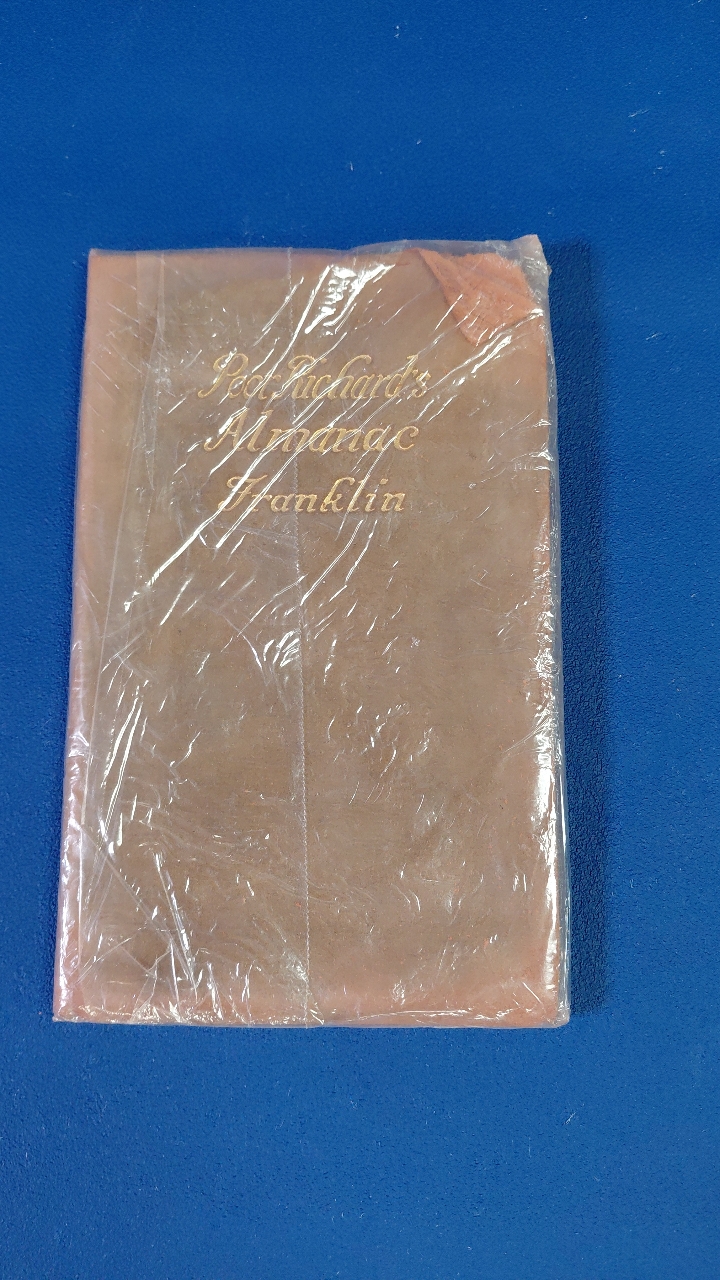 Poor Richard's
Almanac
Franklin